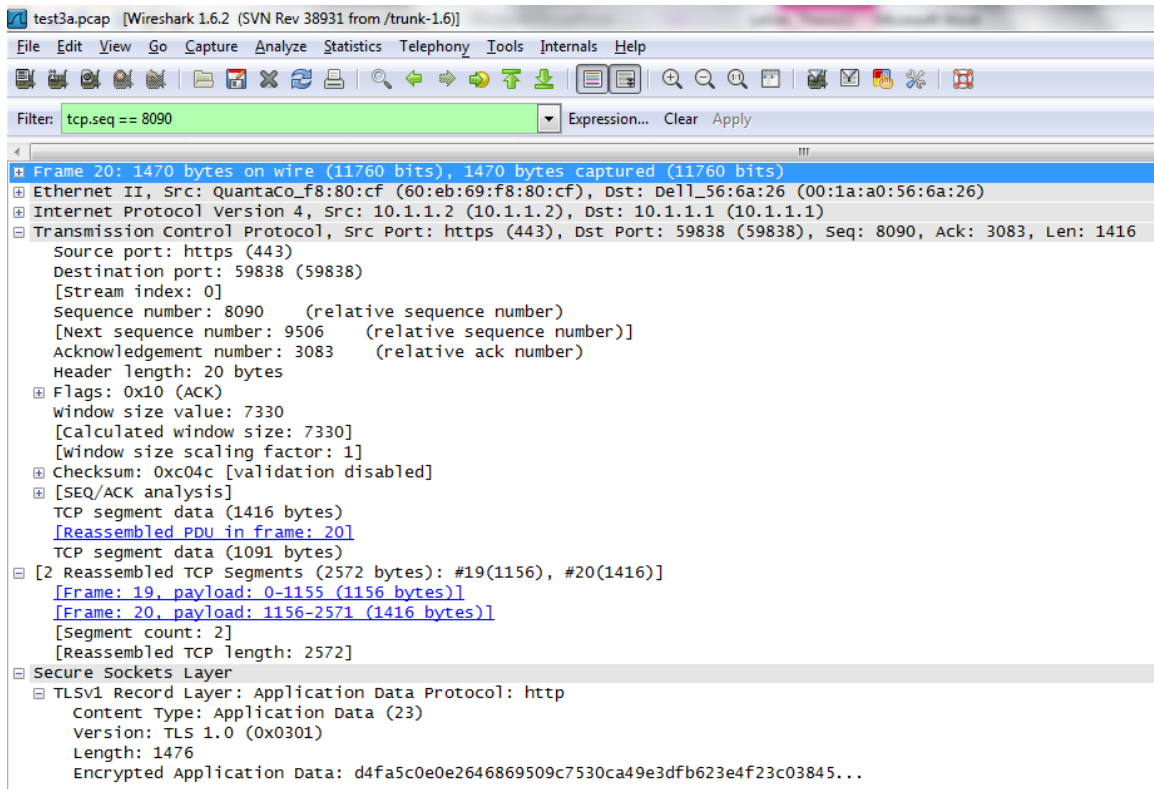 test3a.pcap [Wireshark 1.6.2 (SVN Rev 38931 from /trunk-1.6)]
File Edit View Go Capture Analyze Statistics Telephony Tools Internals Help
Filter: tcp.seq == 8090 Expression... Clear Apply
Frame 20: 1470 bytes on wire (11760 bits), 1470 bytes captured (11760 bits)
Ethernet II, Src: QuantaCo_f8:80:cf (60:eb:69:f8:80:cf), Dst: Dell_56:6a:26 (00:1a:a0:56:6a:26)
Internet Protocol Version 4, Src: 10.1.1.2 (10.1.1.2), Dst: 10.1.1.1 (10.1.1.1)
Transmission Control Protocol, Src Port: https (443), Dst Port: 59838 (59838), Seq: 8090, Ack: 3083, Len: 1416
Source port: https (443)
Destination port: 59838 (59838)
[Stream index: 0]
Sequence number: 8090 (relative sequence number)
[Next sequence number: 9506 (relative sequence number)]
Acknowledgement number: 3083 (relative ack number)
Header length: 20 bytes
Flags: 0x10 (ACK)
Window size value: 7330
[Calculated window size: 7330]
[Window size scaling factor: 1]
Checksum: 0xc04c [validation disabled]
[SEQ/ACK analysis]
TCP segment data (1416 bytes)
[Reassembled PDU in frame: 20]
TCP segment data (1091 bytes)
[2 Reassembled TCP Segments (2572 bytes): #19(1156), #20(1416)]
[Frame: 19, payload: 0-1155 (1156 bytes)]
[Frame: 20, payload: 1156-2571 (1416 bytes)]
[Segment count: 2]
[Reassembled TCP length: 2572]
Secure Sockets Layer
TLSv1 Record Layer: Application Data Protocol: http
Content Type: Application Data (23)
Version: TLS 1.0 (0x0301)
Length: 1476
Encrypted Application Data: d4fa5c0e0e2646869509c7530ca49e3dfb623e4f23c03845...